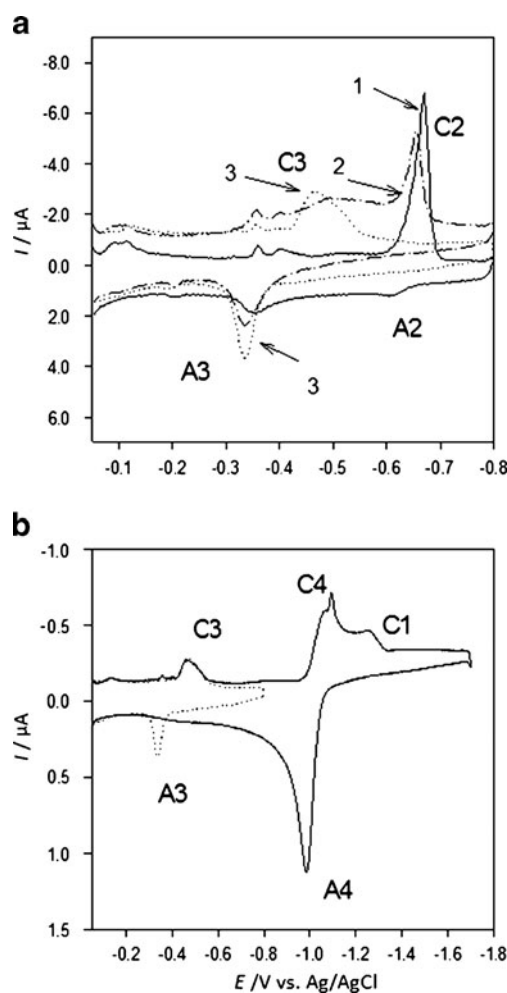 a
-8.0
-6.0
-4.0
-2.0
0.0
2.0
4.0
6.0
I / µA
1
C2
C3
3
2
A2
A3
3
-0.1 -0.2 -0.3 -0.4 -0.5 -0.6 -0.7 -0.8
b
-1.0
-0.5
0.0
0.5
1.0
1.5
I / µA
C4
C1
C3
A3
A4
-0.2 -0.4 -0.6 -0.8 -1.0 -1.2 -1.4 -1.6 -1.8
E /V vs. Ag/AgCl